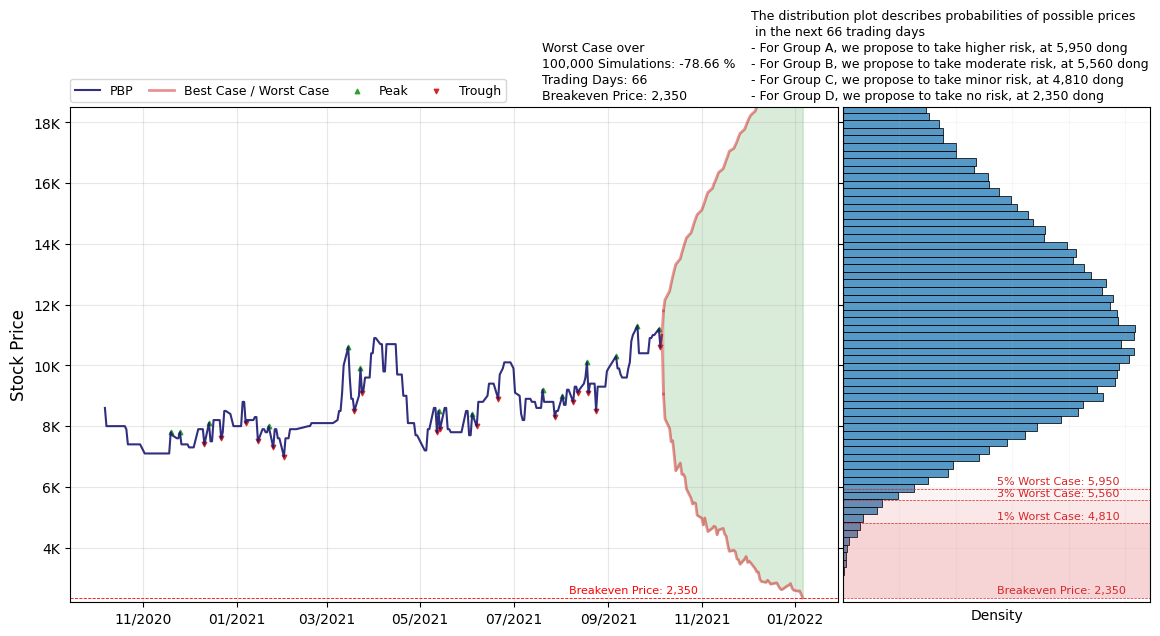 The distribution plot describes probabilities of possible prices
in the next 66 trading days
- For Group A, we propose to take higher risk, at 5,950 dong
- For Group B, we propose to take moderate risk, at 5,560 dong
- For Group C, we propose to take minor risk, at 4,810 dong
- For Group D, we propose to take no risk, at 2,350 dong
Worst Case over
100,000 Simulations: -78.66 %
Trading Days: 66
Breakeven Price: 2,350
PBP
Best Case / Worst Case
Peak
Trough
Stock Price
18K
16K
14K
12K
10K
8K
6K
4K
Breakeven Price: 2,350
11/2020
01/2021
03/2021
05/2021
07/2021
09/2021
11/2021
01/2022
5% Worst Case: 5,950
3% Worst Case: 5,560
1% Worst Case: 4,810
Breakeven Price: 2,350
Density